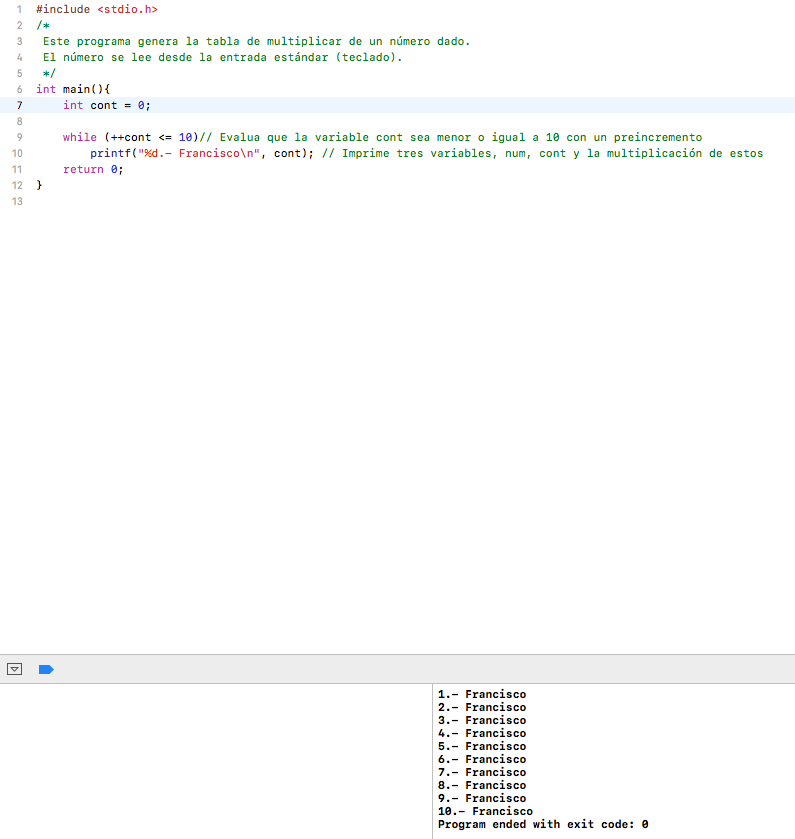 1 #include <stdio.h>
2 /*
3 Este programa genera la tabla de multiplicar de un número dado.
4 El número se lee desde la entrada estándar (teclado).
5 */
6 int main(){
7 int cont = 0;
8
9 while (++cont <= 10)// Evalua que la variable cont sea menor o igual a 10 con un preincremento
10 printf("%d.– Francisco\n", cont); // Imprime tres variables, num, cont y la multiplicación de estos
11 return 0;
12 }
13
1.– Francisco
2.– Francisco
3.– Francisco
4.– Francisco
5.– Francisco
6.– Francisco
7.– Francisco
8.– Francisco
9.– Francisco
10.– Francisco
Program ended with exit code: 0